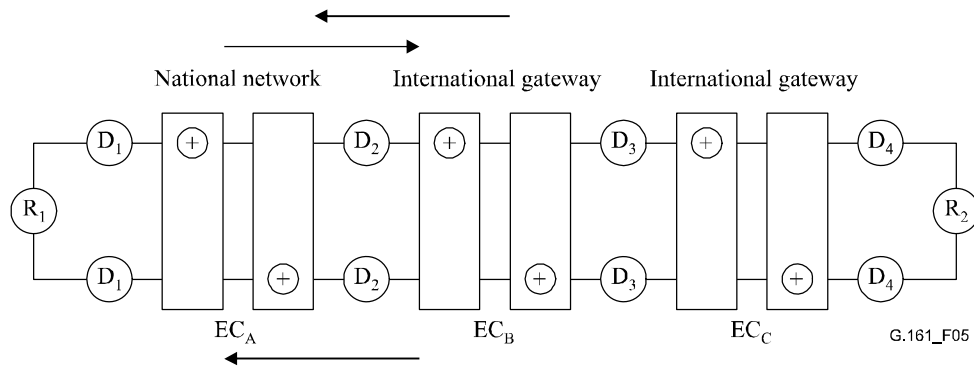 National network International gateway International gateway
D1 + D2 + D3 + D4
R1 R2
D1 + D2 + D3 + D4
ECA ECB ECC
G.161_F05